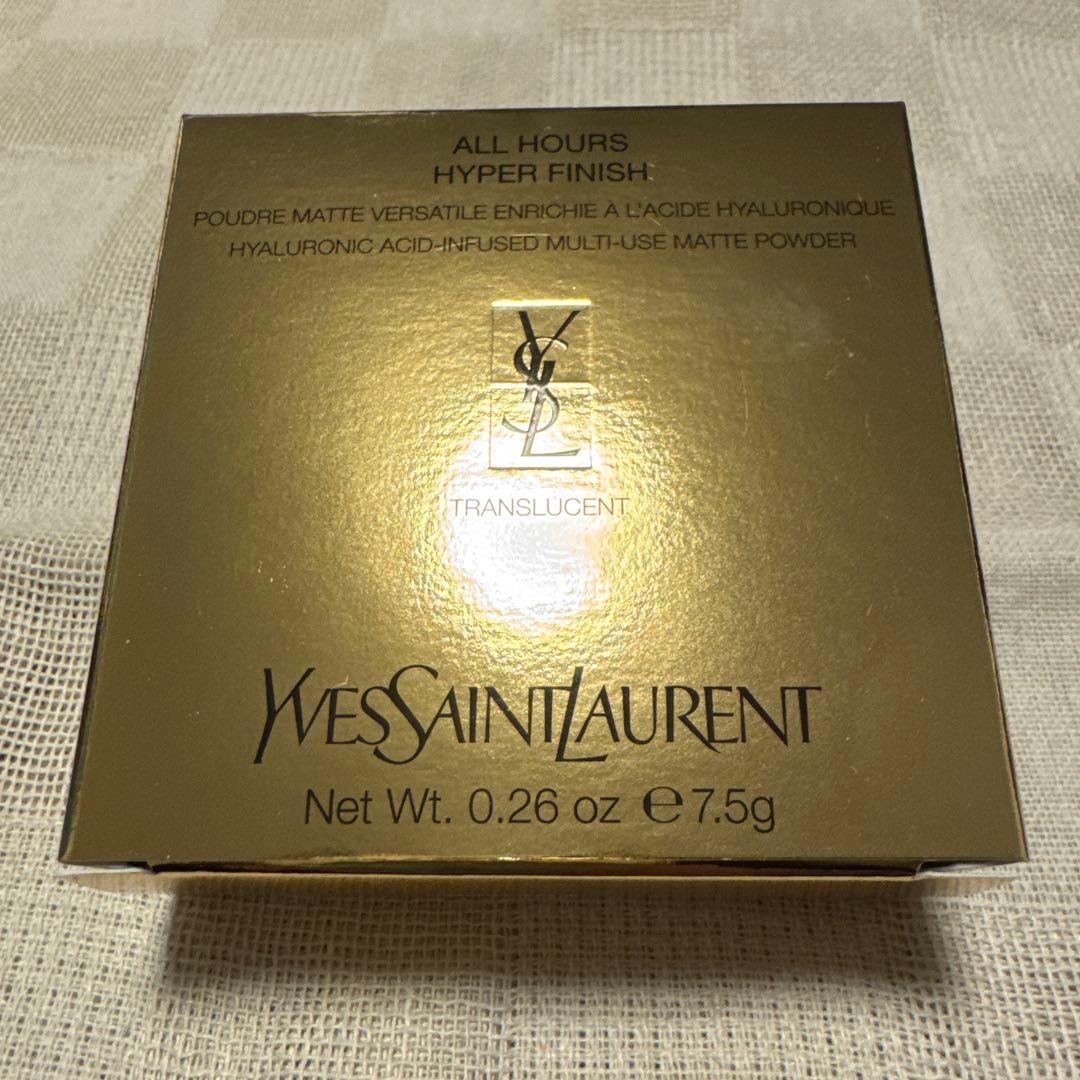 ALL HOURS
HYPER FINISH
POUDRE MATTE VERSATILE ENRICHIE À L'ACIDE HYALURONIQUE
HYALURONIC ACID-INFUSED MULTI-USE MATTE POWDER
YSL
TRANSLUCENT
YVESSAINTLAURENT
Net Wt. 0.26 oz ℮7.5g